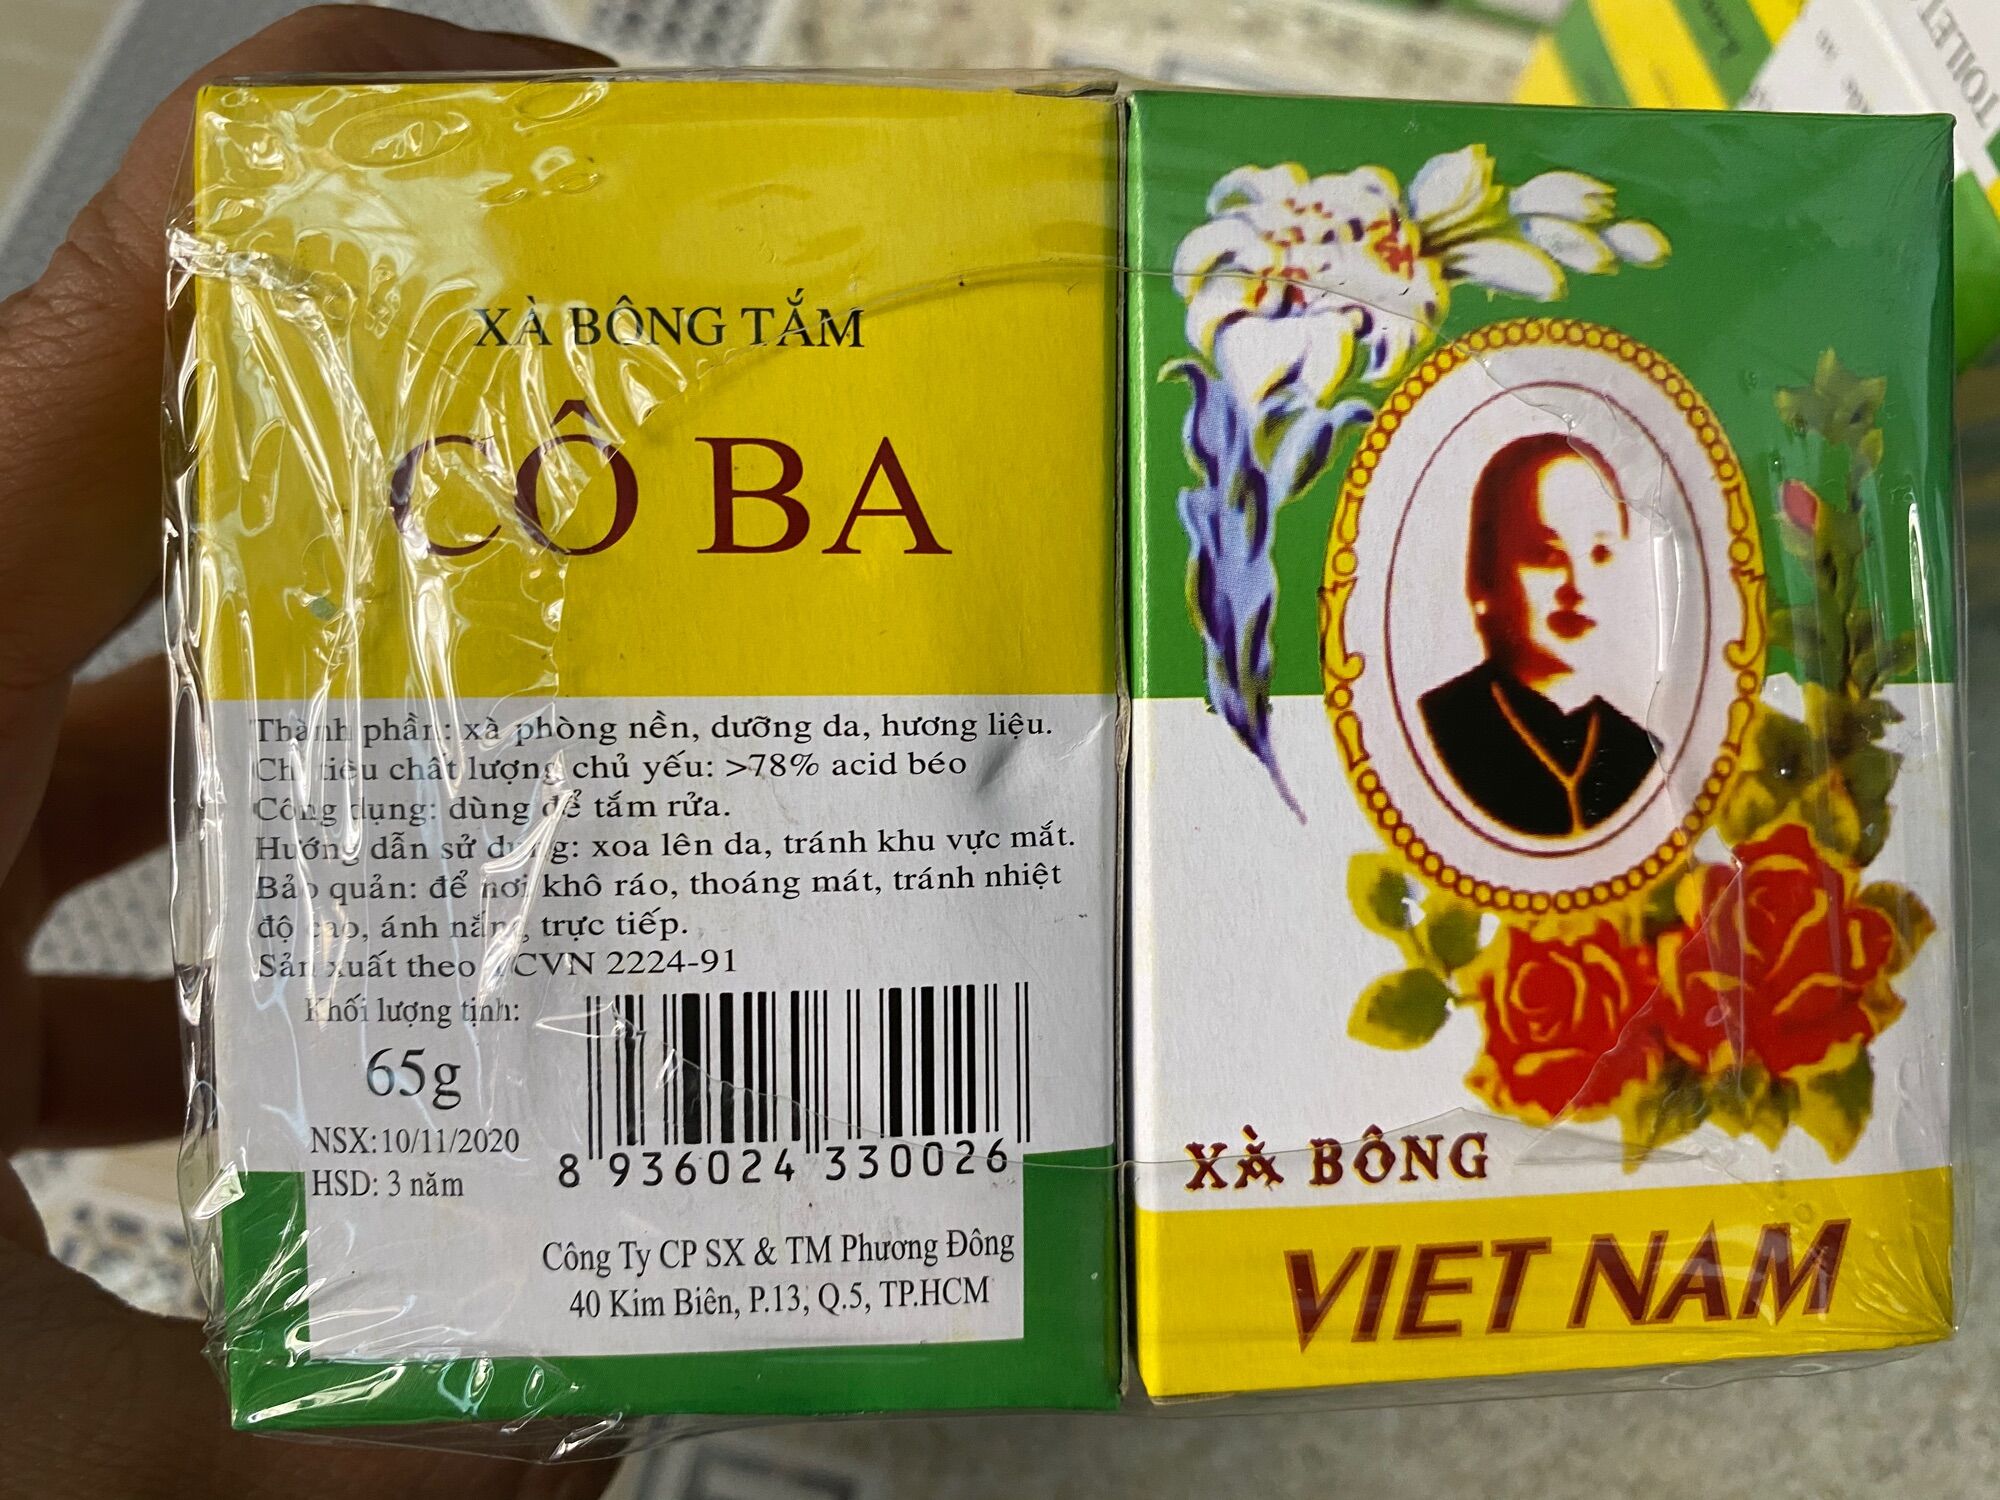 XÀ BÔNG TẮM
CÔ BA
Thành phần: xà phòng nền, dưỡng da, hương liệu.
Chỉ tiêu chất lượng chủ yếu: >78% acid béo
Công dụng: dùng để tắm rửa.
Hướng dẫn sử dụng: xoa lên da, tránh khu vực mắt.
Bảo quản: để nơi khô ráo, thoáng mát, tránh nhiệt
độ cao, ánh nắng, trực tiếp.
Sản xuất theo TCVN 2224-91
Khối lượng tịnh:
65g
NSX: 10/11/2020
HSD: 3 năm
8 936024 330026
Công Ty CP SX & TM Phương Đông
40 Kim Biên, P.13, Q.5, TP.HCM
XÀ BÔNG
VIET NAM
TOILET